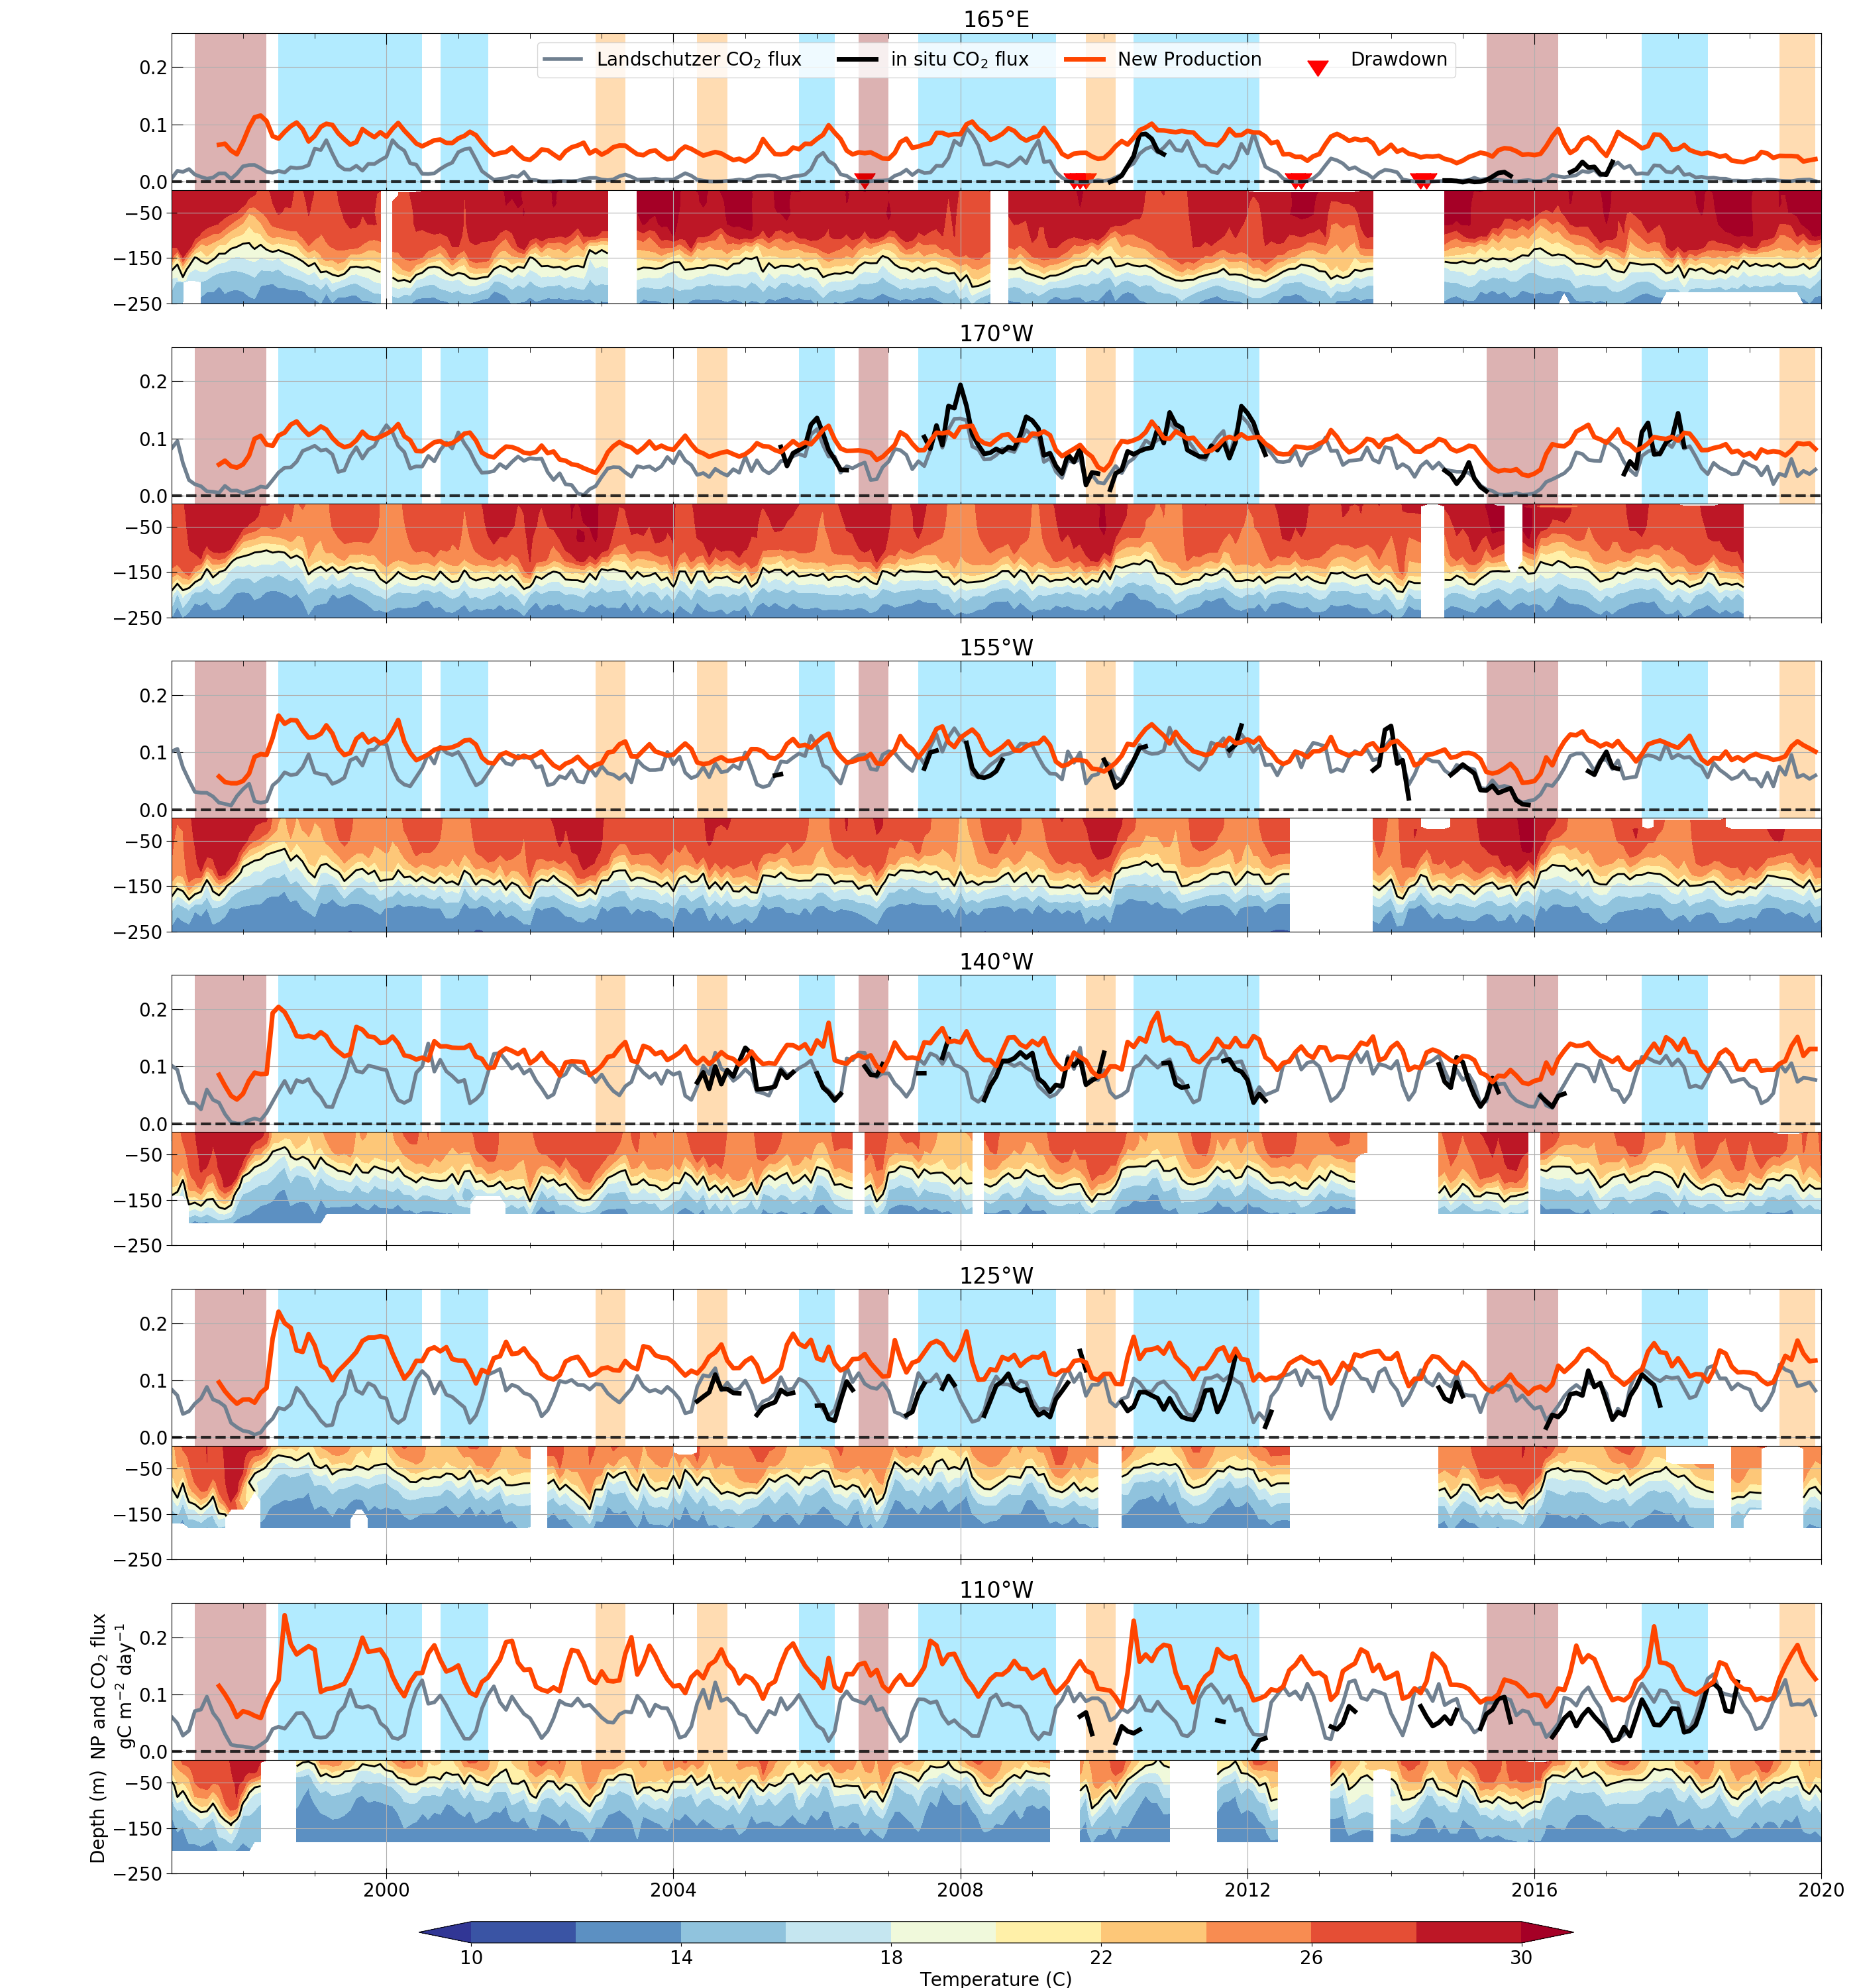 165°E
Landschutzer CO₂ flux in situ CO₂ flux New Production Drawdown
0.2
0.1
0.0
−50
−150
−250
170°W
0.2
0.1
0.0
−50
−150
−250
155°W
0.2
0.1
0.0
−50
−150
−250
140°W
0.2
0.1
0.0
−50
−150
−250
125°W
0.2
0.1
0.0
−50
−150
−250
110°W
NP and CO₂ flux
gC m⁻² day⁻¹
0.2
0.1
0.0
Depth (m)
−50
−150
−250
2000 2004 2008 2012 2016 2020
10 14 18 22 26 30
Temperature (C)